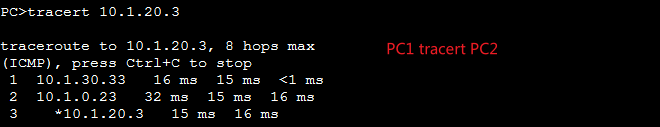 PC>tracert 10.1.20.3
traceroute to 10.1.20.3, 8 hops max
(ICMP), press Ctrl+C to stop
PC1 tracert PC2
1 10.1.30.33 16 ms 15 ms <1 ms
2 10.1.0.23 32 ms 15 ms 16 ms
3 *10.1.20.3 15 ms 16 ms